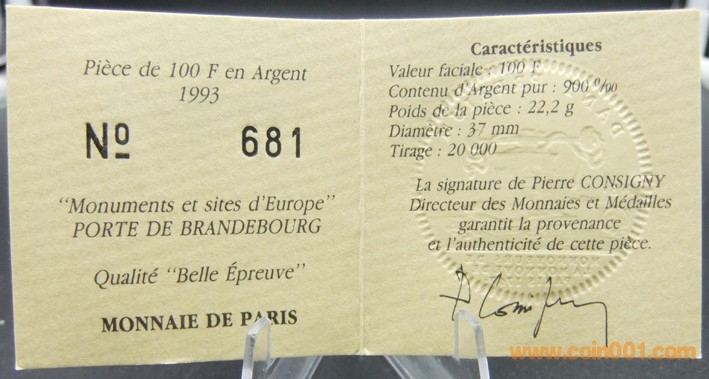 Pièce de 100 F en Argent
1993
Nº 681
"Monuments et sites d'Europe"
PORTE DE BRANDEBOURG
Qualité "Belle Épreuve"
MONNAIE DE PARIS
Caractéristiques
Valeur faciale : 100 F
Contenu d'Argent pur : 900 ‰
Poids de la pièce : 22,2 g
Diamètre : 37 mm
Tirage : 20 000
La signature de Pierre CONSIGNY
Directeur des Monnaies et Médailles
garantit la provenance
et l'authenticité de cette pièce.
www.coin001.com